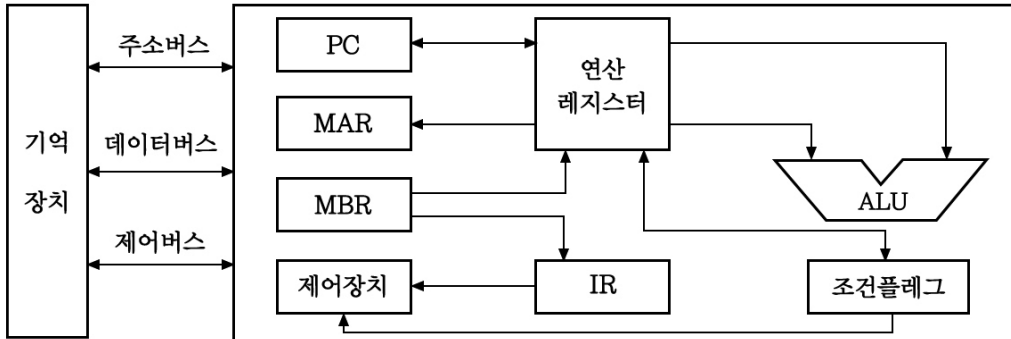 기억
장치
주소버스
데이터버스
제어버스
PC
MAR
MBR
제어장치
연산
레지스터
IR
ALU
조건플레그